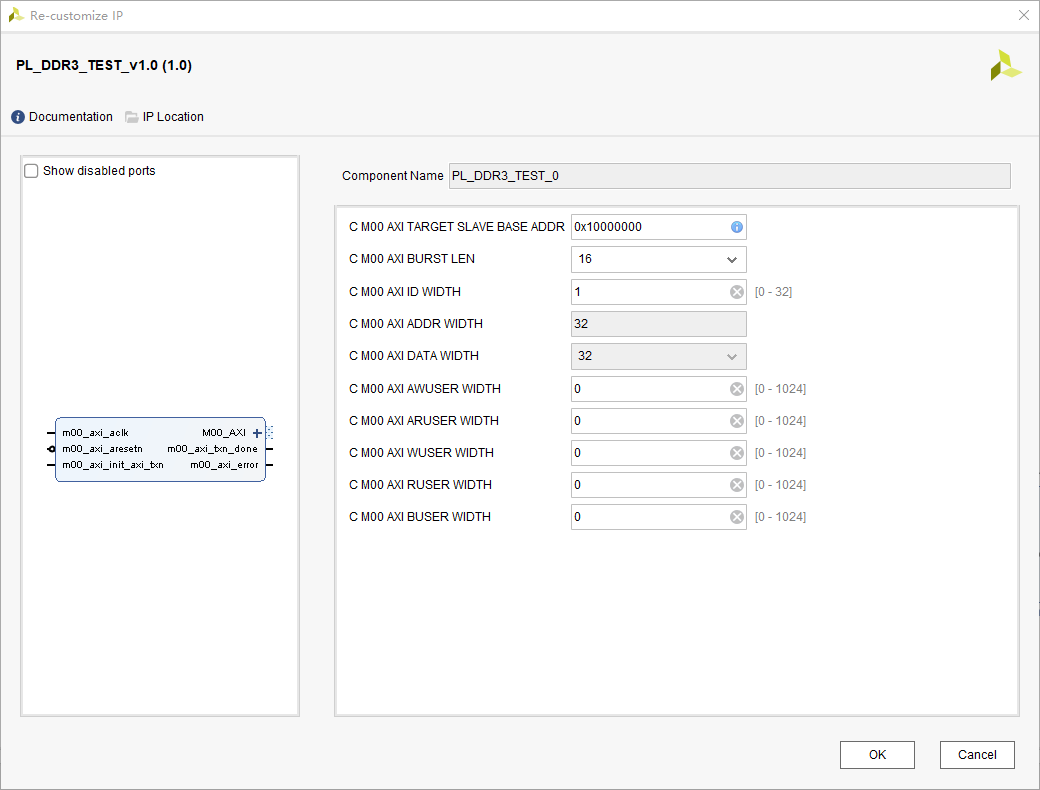 Re-customize IP
PL_DDR3_TEST_v1.0 (1.0)
Documentation IP Location
Show disabled ports
m00_axi_aclk M00_AXI
m00_axi_aresetn m00_axi_txn_done
m00_axi_init_axi_txn m00_axi_error
Component Name PL_DDR3_TEST_0
C M00 AXI TARGET SLAVE BASE ADDR 0x10000000
C M00 AXI BURST LEN 16
C M00 AXI ID WIDTH 1 [0 - 32]
C M00 AXI ADDR WIDTH 32
C M00 AXI DATA WIDTH 32
C M00 AXI AWUSER WIDTH 0 [0 - 1024]
C M00 AXI ARUSER WIDTH 0 [0 - 1024]
C M00 AXI WUSER WIDTH 0 [0 - 1024]
C M00 AXI RUSER WIDTH 0 [0 - 1024]
C M00 AXI BUSER WIDTH 0 [0 - 1024]
OK Cancel